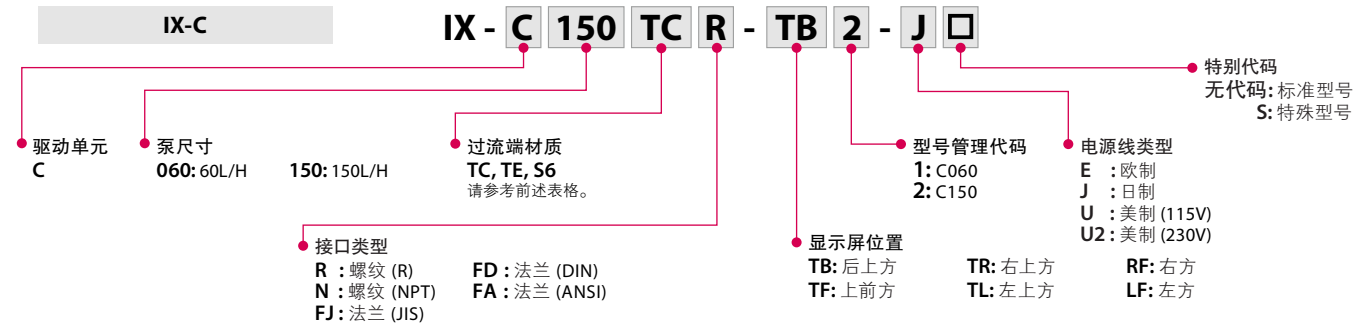 IX-C
IX - C 150 TC R - TB 2 - J □
特别代码
无代码: 标准型号
S: 特殊型号
驱动单元
C
泵尺寸
060: 60L/H 150: 150L/H
过流端材质
TC, TE, S6
请参考前述表格。
型号管理代码
1: C060
2: C150
电源线类型
E : 欧制
J : 日制
U : 美制 (115V)
U2 : 美制 (230V)
接口类型
R : 螺纹 (R) FD : 法兰 (DIN)
N : 螺纹 (NPT) FA : 法兰 (ANSI)
FJ : 法兰 (JIS)
显示屏位置
TB: 后上方 TR: 右上方 RF: 右方
TF: 上前方 TL: 左上方 LF: 左方